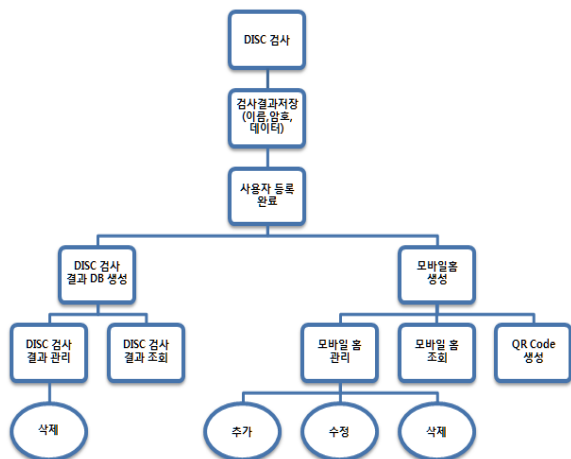 DISC 검사
검사결과저장
(이름,암호,
데이터)
사용자 등록
완료
DISC 검사
결과 DB 생성
모바일홈
생성
DISC 검사
결과 관리
DISC 검사
결과 조회
모바일 홈
관리
모바일 홈
조회
QR Code
생성
삭제
추가
수정
삭제